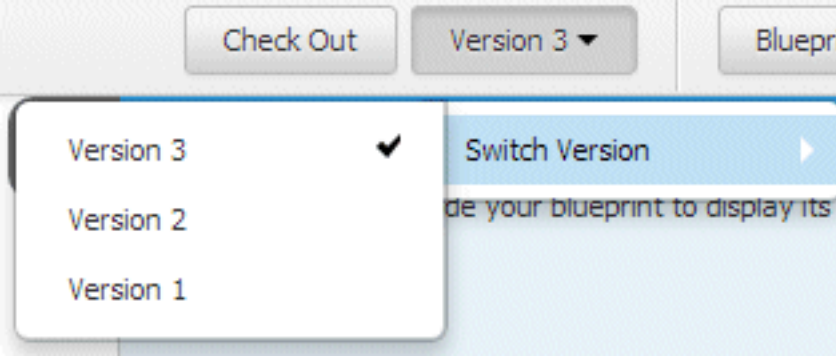 Check Out
Version 3
Version 3
Switch Version
Version 2
de your blueprint to display its
Version 1